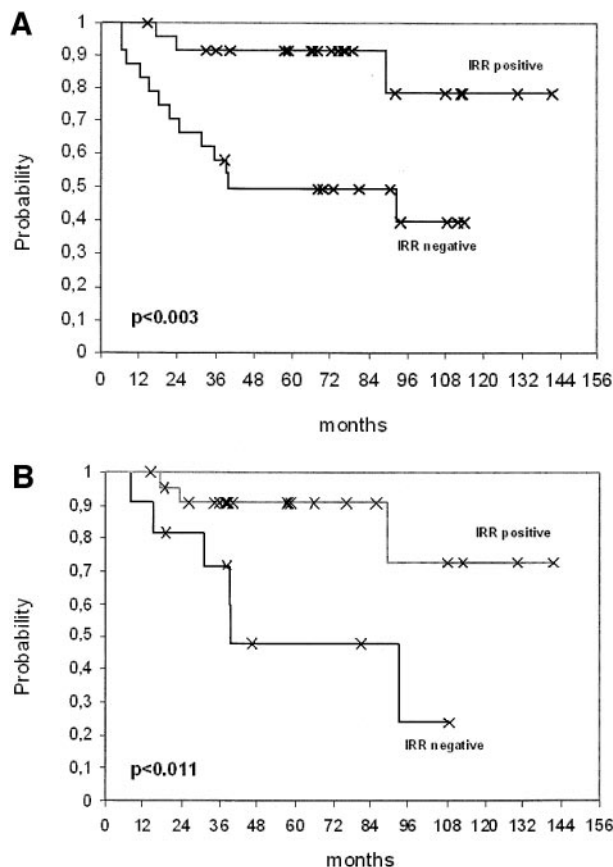 A
1
0,9
0,8
0,7
0,6
0,5
0,4
0,3
0,2
0,1
0
Probability
IRR positive
IRR negative
p<0.003
0 12 24 36 48 60 72 84 96 108 120 132 144 156
months
B
1
0,9
0,8
0,7
0,6
0,5
0,4
0,3
0,2
0,1
0
Probability
IRR positive
IRR negative
p<0.011
0 12 24 36 48 60 72 84 96 108 120 132 144 156
months